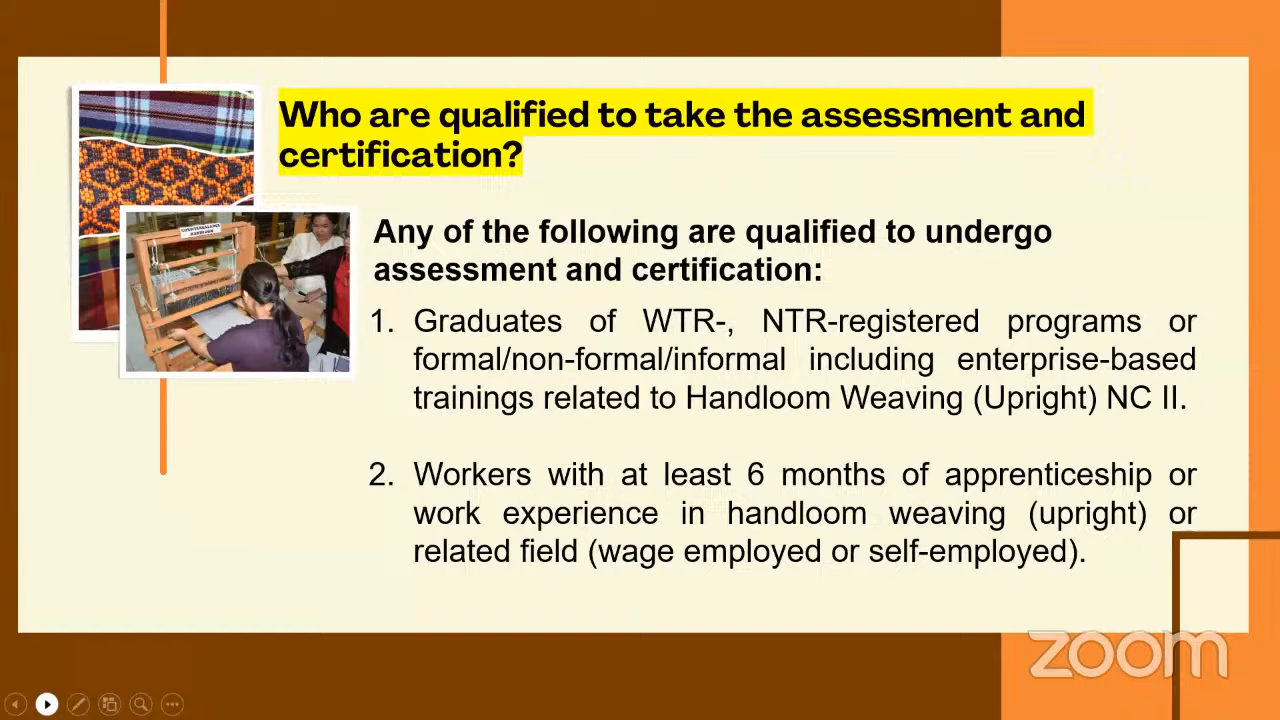 Who are qualified to take the assessment and
certification?
Any of the following are qualified to undergo
assessment and certification:
1. Graduates of WTR-, NTR-registered programs or
formal/non-formal/informal including enterprise-based
trainings related to Handloom Weaving (Upright) NC II.
2. Workers with at least 6 months of apprenticeship or
work experience in handloom weaving (upright) or
related field (wage employed or self-employed).
zoom